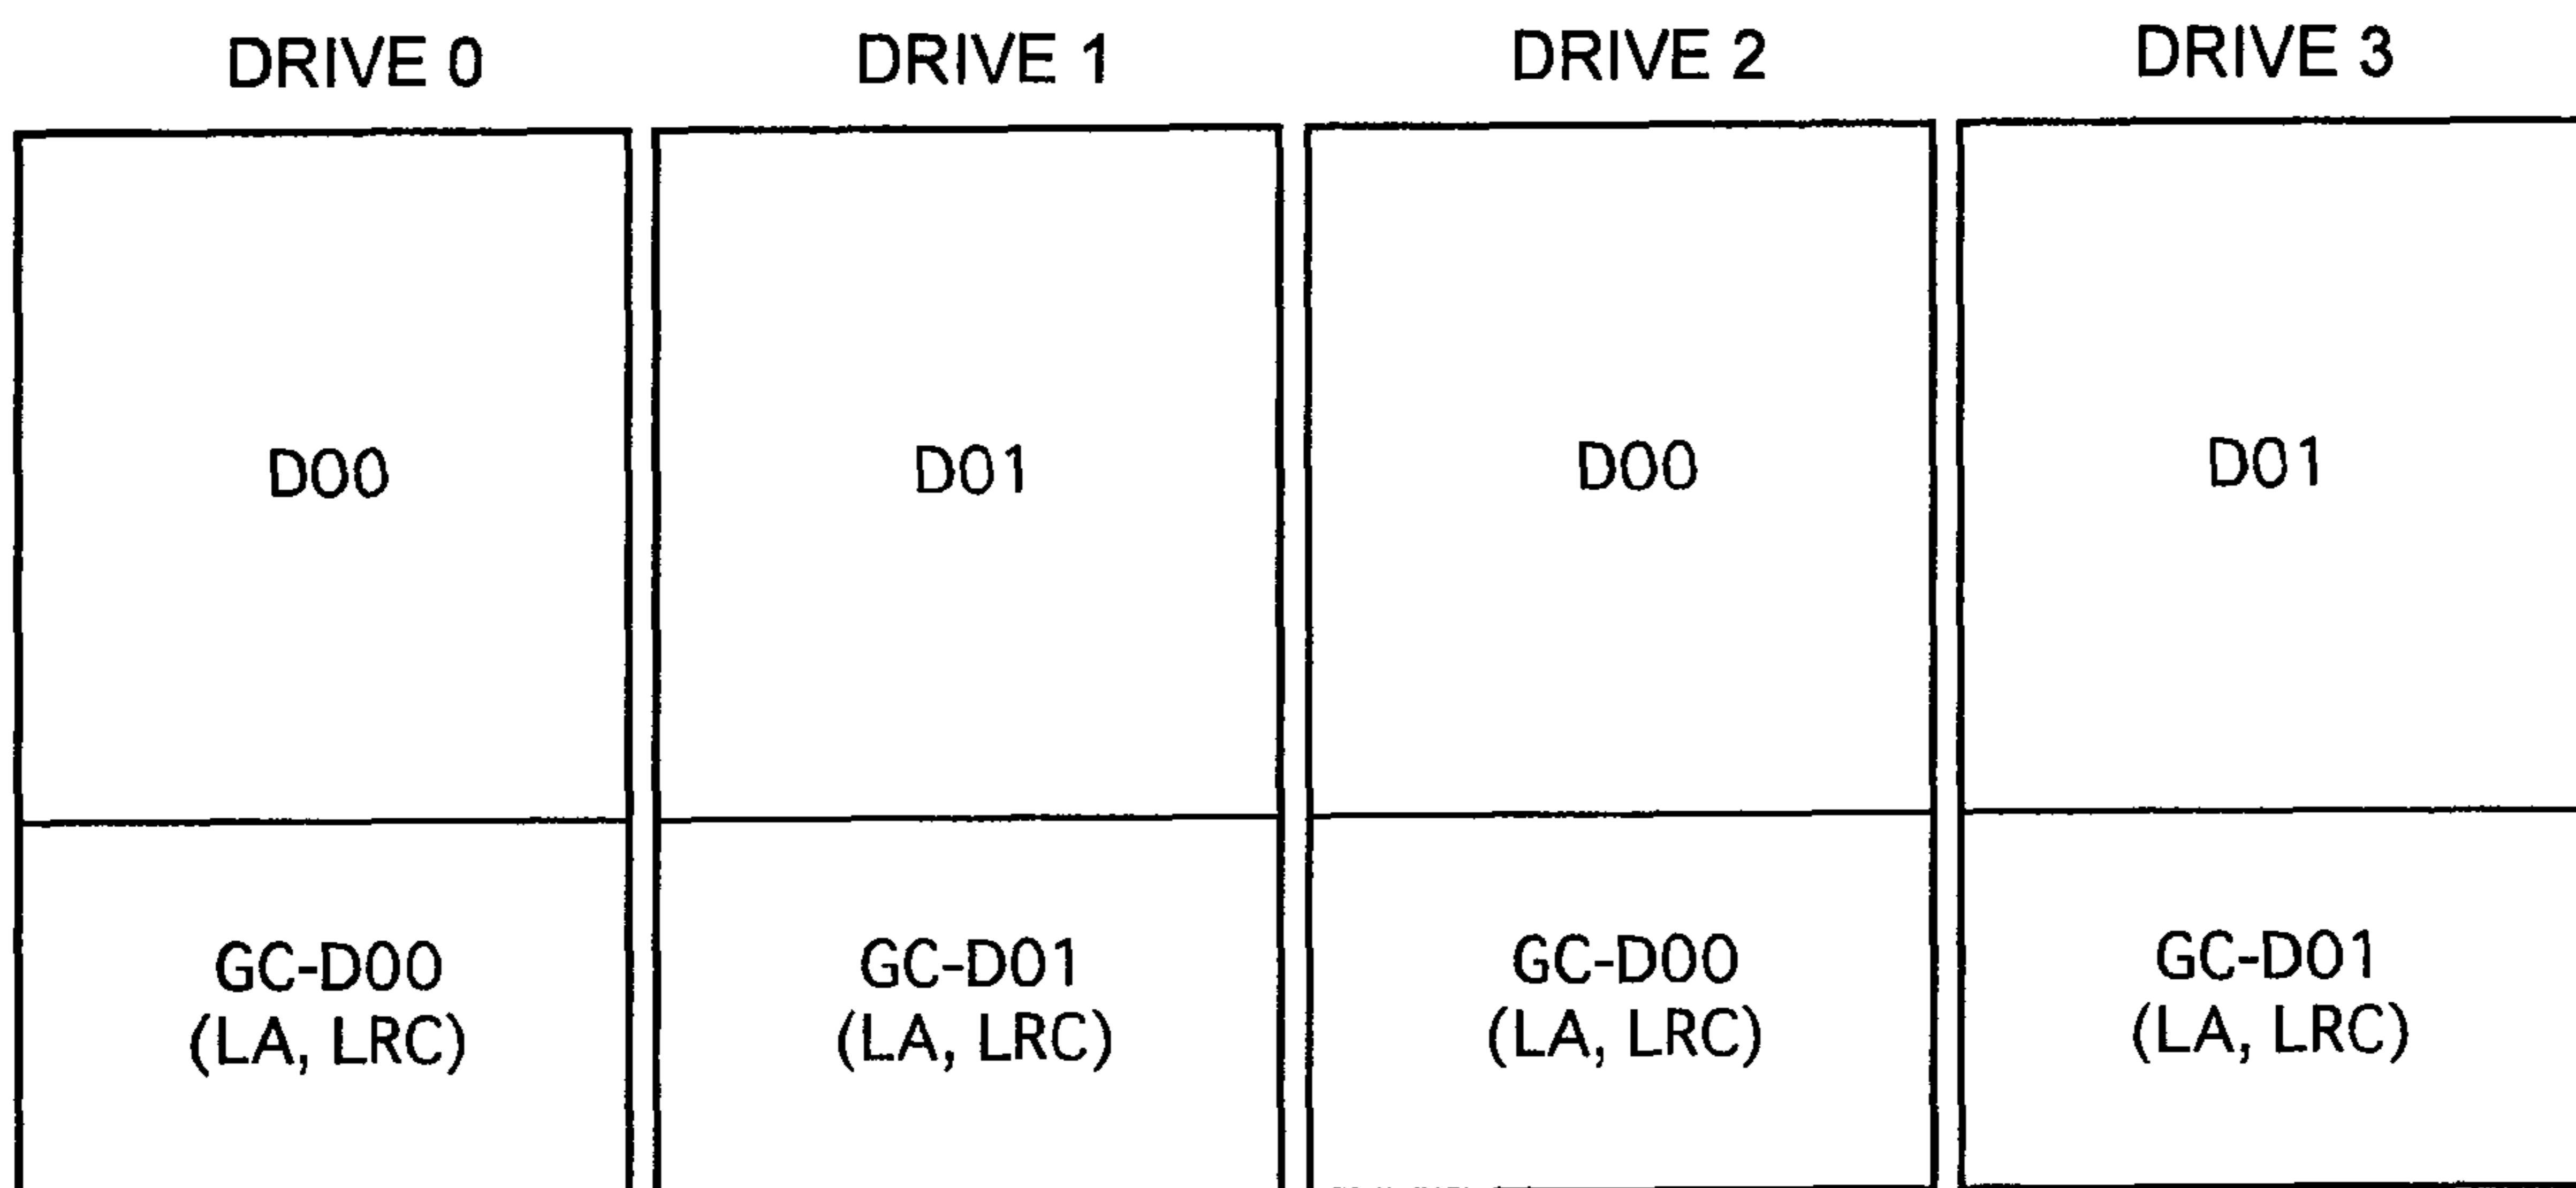 DRIVE 0 DRIVE 1 DRIVE 2 DRIVE 3
D00 D01 D00 D01
GC-D00 GC-D01 GC-D00 GC-D01
(LA, LRC) (LA, LRC) (LA, LRC) (LA, LRC)